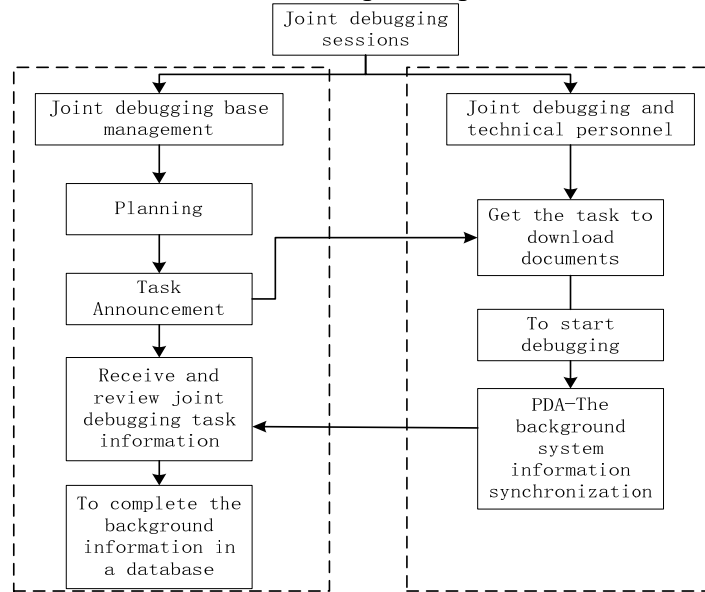 Joint debugging
sessions
Joint debugging base
management
Planning
Task
Announcement
Receive and
review joint
debugging task
information
To complete the
background
information in
a database
Joint debugging and
technical personnel
Get the task to
download
documents
To start
debugging
PDA-The
background
system
information
synchronization